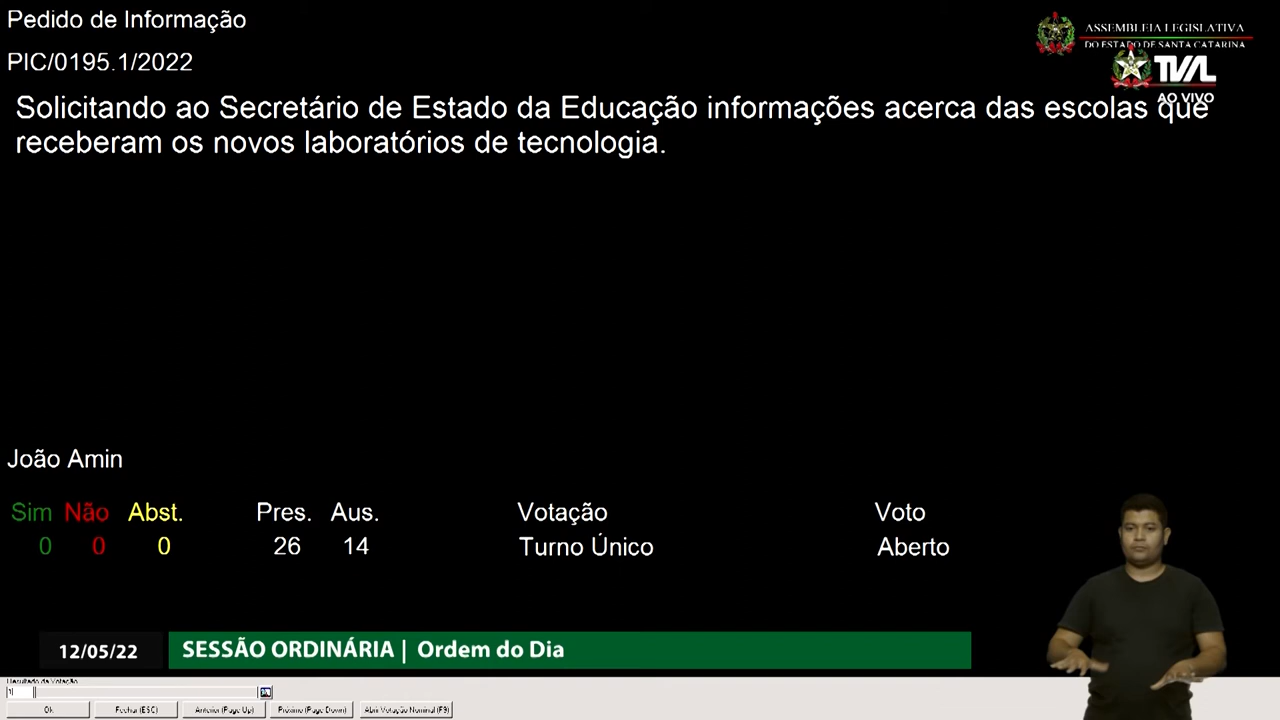 Pedido de Informação
ASSEMBLEIA LEGISLATIVA
DO ESTADO DE SANTA CATARINA
PIC/0195.1/2022
TVAL
AO VIVO
Solicitando ao Secretário de Estado da Educação informações acerca das escolas que
receberam os novos laboratórios de tecnologia.
João Amin
Sim Não Abst. Pres. Aus. Votação Voto
0 0 0 26 14 Turno Único Aberto
12/05/22 SESSÃO ORDINÁRIA | Ordem do Dia
Resultado da Votação
Ok Fechar (ESC) Anterior (Page Up) Próximo (Page Down) Abrir Votação Nominal (F9)